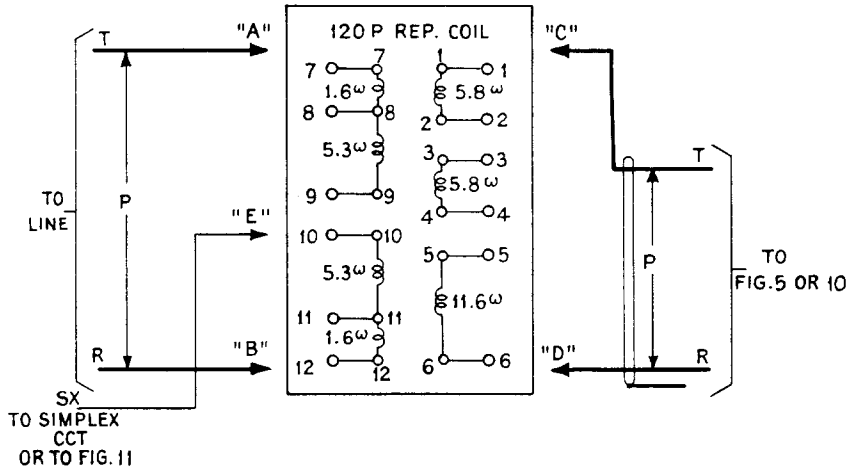 "A"
T
120 P REP. COIL
"C"
7
1
7
1
1.6ω
5.8ω
8
8
2
2
5.3ω
3
3
T
9
9
5.8ω
4
4
TO
LINE
P
"E"
10
10
5
5
P
TO
FIG.5 OR 10
5.3ω
11.6ω
11
11
1.6ω
R
"B"
12
12
6
6
"D"
R
SX
TO SIMPLEX
CCT
OR TO FIG. 11